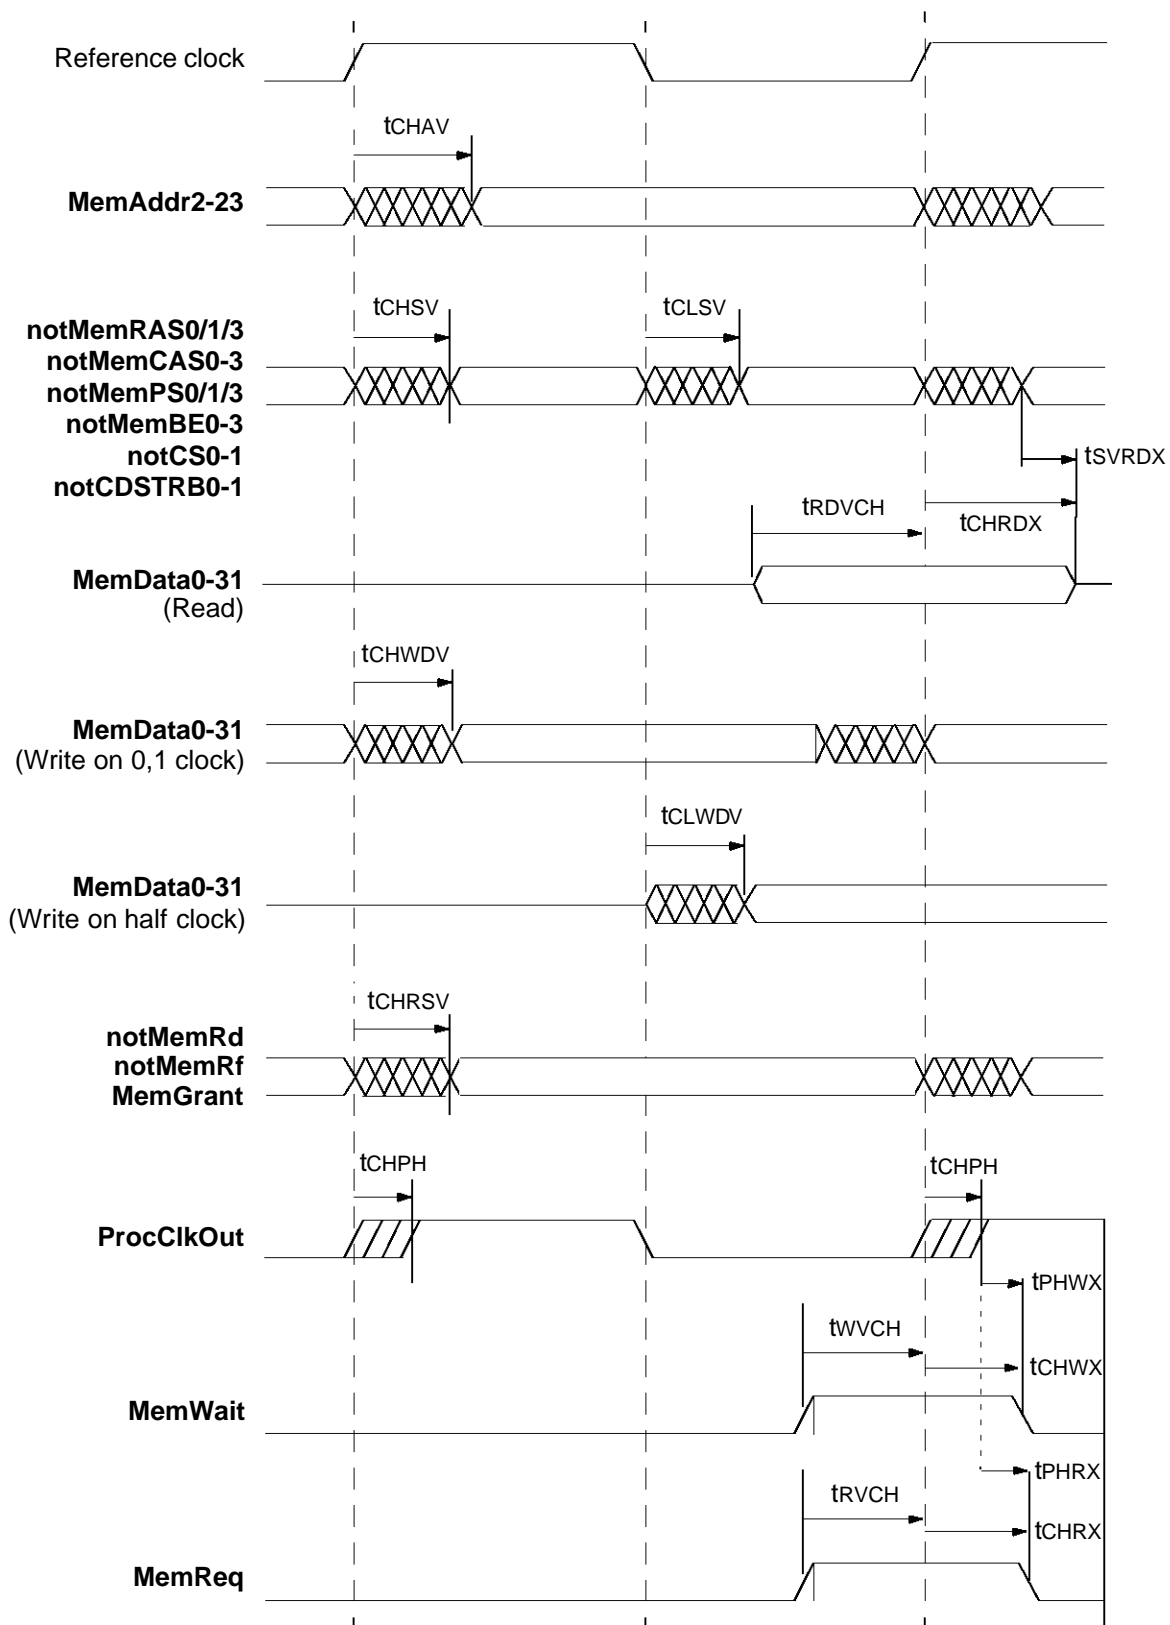 Reference clock
tCHAV
MemAddr2-23
tCHSV
tCLSV
notMemRAS0/1/3
notMemCAS0-3
notMemPS0/1/3
notMemBE0-3
notCS0-1
notCDSTRB0-1
tSVRDX
tRDVCH
tCHRDX
MemData0-31
(Read)
tCHWDV
MemData0-31
(Write on 0,1 clock)
tCLWDV
MemData0-31
(Write on half clock)
tCHRSV
notMemRd
notMemRf
MemGrant
tCHPH
tCHPH
ProcClkOut
tPHWX
tWVCH
tCHWX
MemWait
tPHRX
tRVCH
tCHRX
MemReq